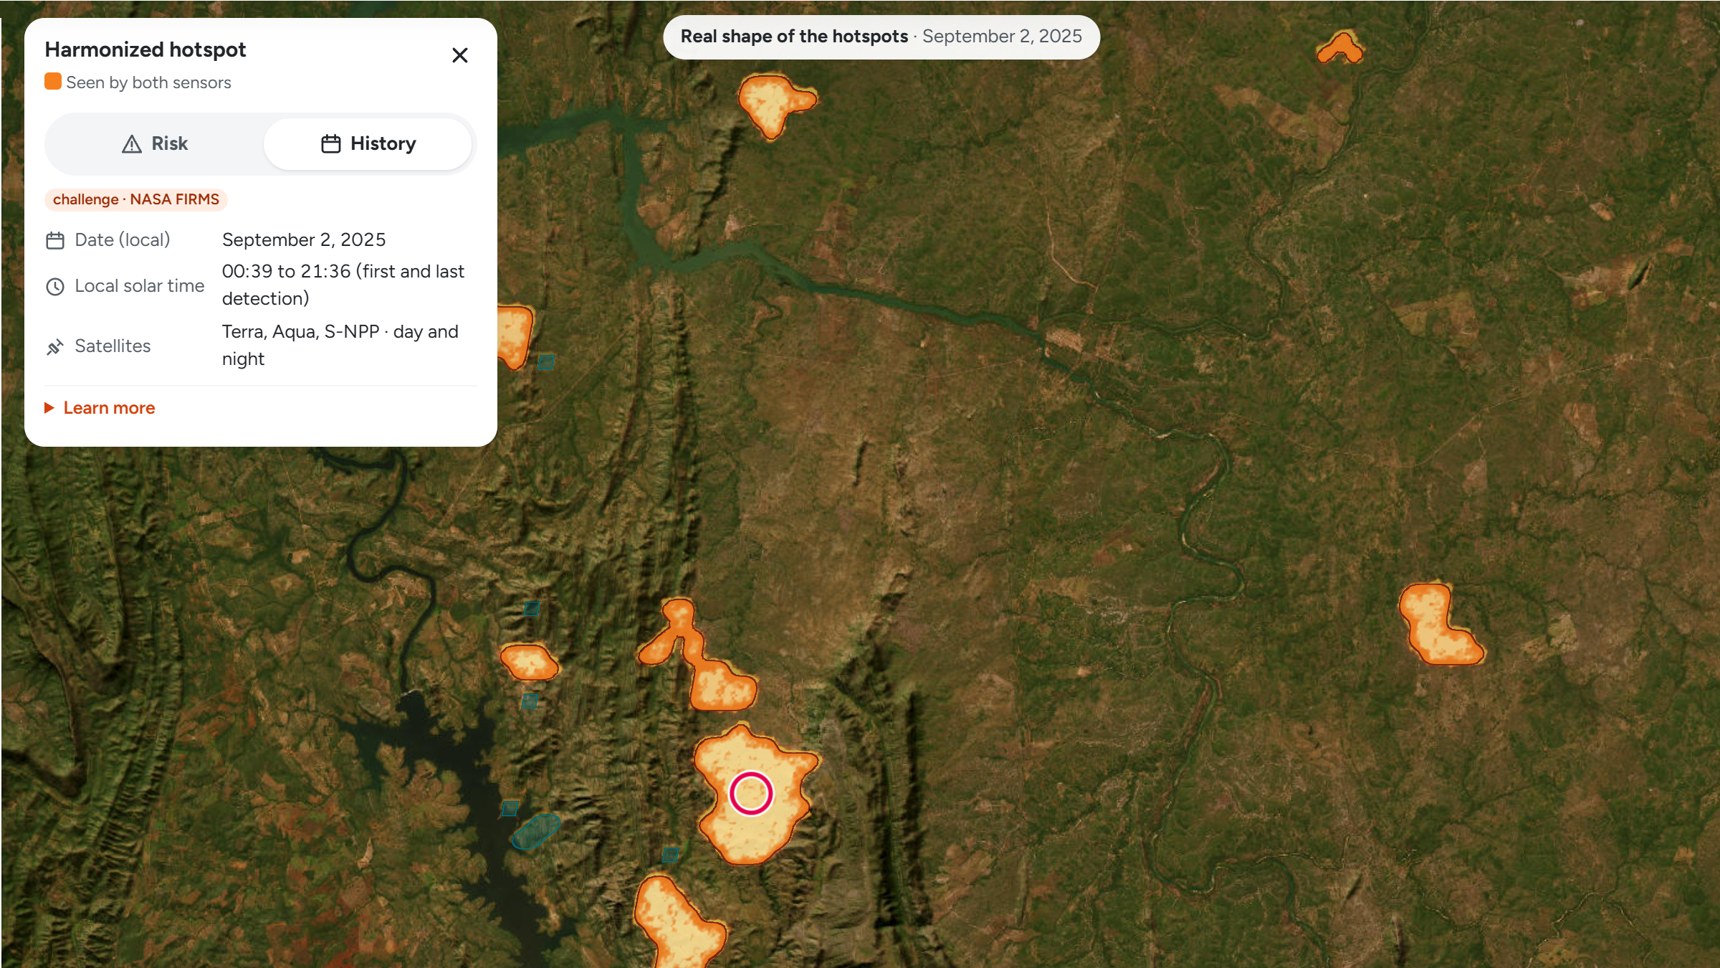 Harmonized hotspot
Seen by both sensors
Risk
History
challenge · NASA FIRMS
Date (local) September 2, 2025
Local solar time 00:39 to 21:36 (first and last
detection)
Satellites Terra, Aqua, S-NPP · day and
night
Learn more
Real shape of the hotspots · September 2, 2025